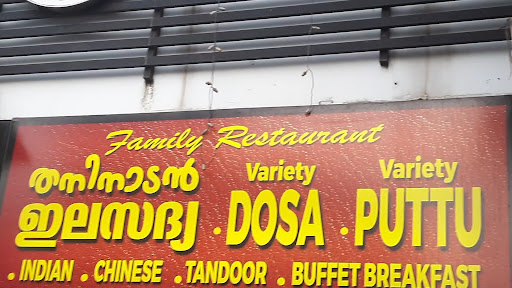 Family Restaurant
തനിനാടൻ
ഇലസദ്യ
Variety
. DOSA
Variety
. PUTTU
. INDIAN . CHINESE . TANDOOR . BUFFET BREAKFAST